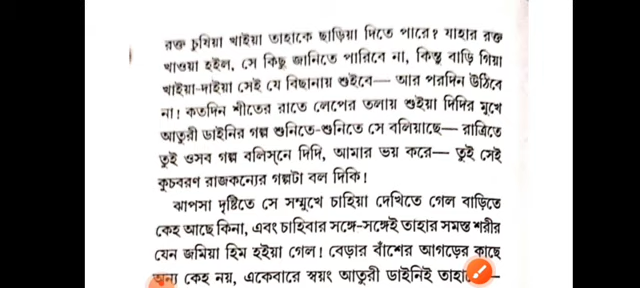 রক্ত চুষিয়া খাইয়া তাহাকে ছাড়িয়া দিতে পারে? যাহার রক্ত
খাওয়া হইল, সে কিছু জানিতে পারিবে না, কিন্তু বাড়ি গিয়া
খাইয়া-দাইয়া সেই যে বিছানায় শুইবে— আর পরদিন উঠিবে
না! কতদিন শীতের রাতে লেপের তলায় শুইয়া দিদির মুখে
আতুরী ডাইনির গল্প শুনিতে-শুনিতে সে বলিয়াছে— রাত্রিতে
তুই ওসব গল্প বলিস্‌নে দিদি, আমার ভয় করে— তুই সেই
কুচবরণ রাজকন্যের গল্পটা বল দিকি!
ঝাপসা দৃষ্টিতে সে সম্মুখে চাহিয়া দেখিতে গেল বাড়িতে
কেহ আছে কিনা, এবং চাহিবার সঙ্গে-সঙ্গেই তাহার সমস্ত শরীর
যেন জমিয়া হিম হইয়া গেল! বেড়ার বাঁশের আগড়ের কাছে
অন্য কেহ নয়, একেবারে স্বয়ং আতুরী ডাইনিই